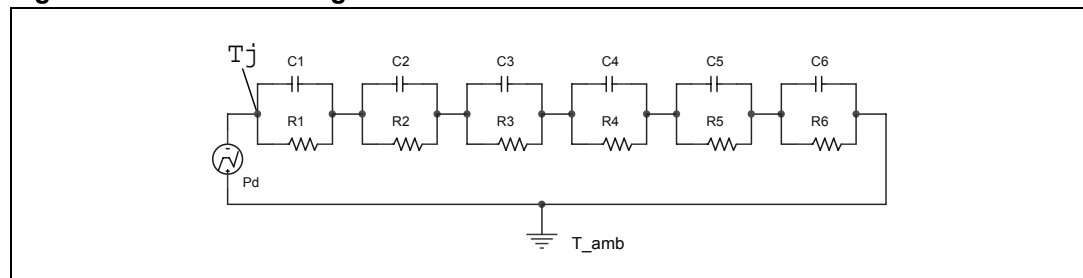 Tj
C1 C2 C3 C4 C5 C6
R1 R2 R3 R4 R5 R6
Pd
T_amb